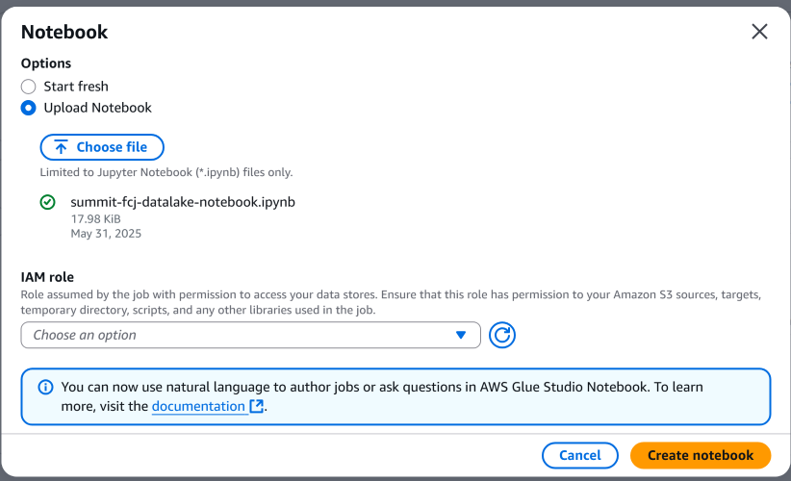 Notebook
Options
Start fresh
Upload Notebook
Choose file
Limited to Jupyter Notebook (*.ipynb) files only.
summit-fcj-datalake-notebook.ipynb
17.98 KiB
May 31, 2025
IAM role
Role assumed by the job with permission to access your data stores. Ensure that this role has permission to your Amazon S3 sources, targets,
temporary directory, scripts, and any other libraries used in the job.
Choose an option
You can now use natural language to author jobs or ask questions in AWS Glue Studio Notebook. To learn
more, visit the documentation.
Cancel
Create notebook